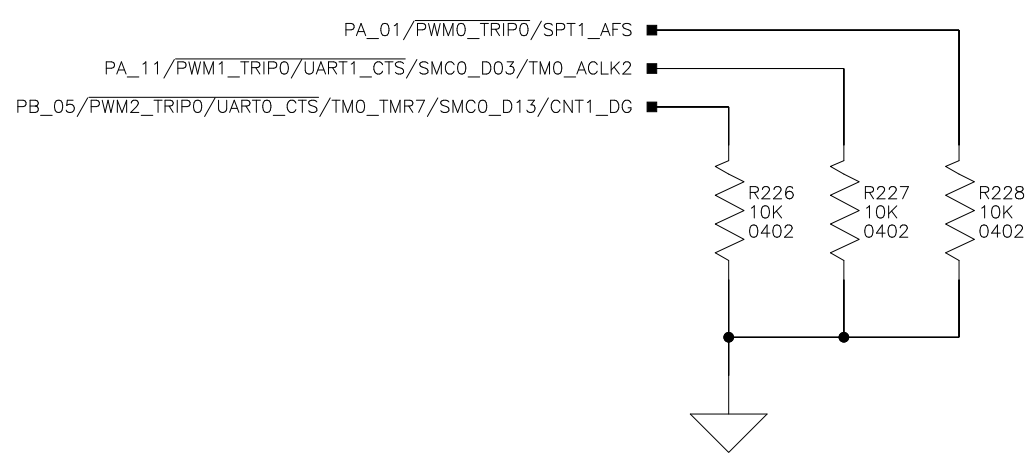 PA_01/PWM0_TRIP0/SPT1_AFS
PA_11/PWM1_TRIP0/UART1_CTS/SMC0_D03/TM0_ACLK2
PB_05/PWM2_TRIP0/UART0_CTS/TM0_TMR7/SMC0_D13/CNT1_DG
R226
10K
0402
R227
10K
0402
R228
10K
0402